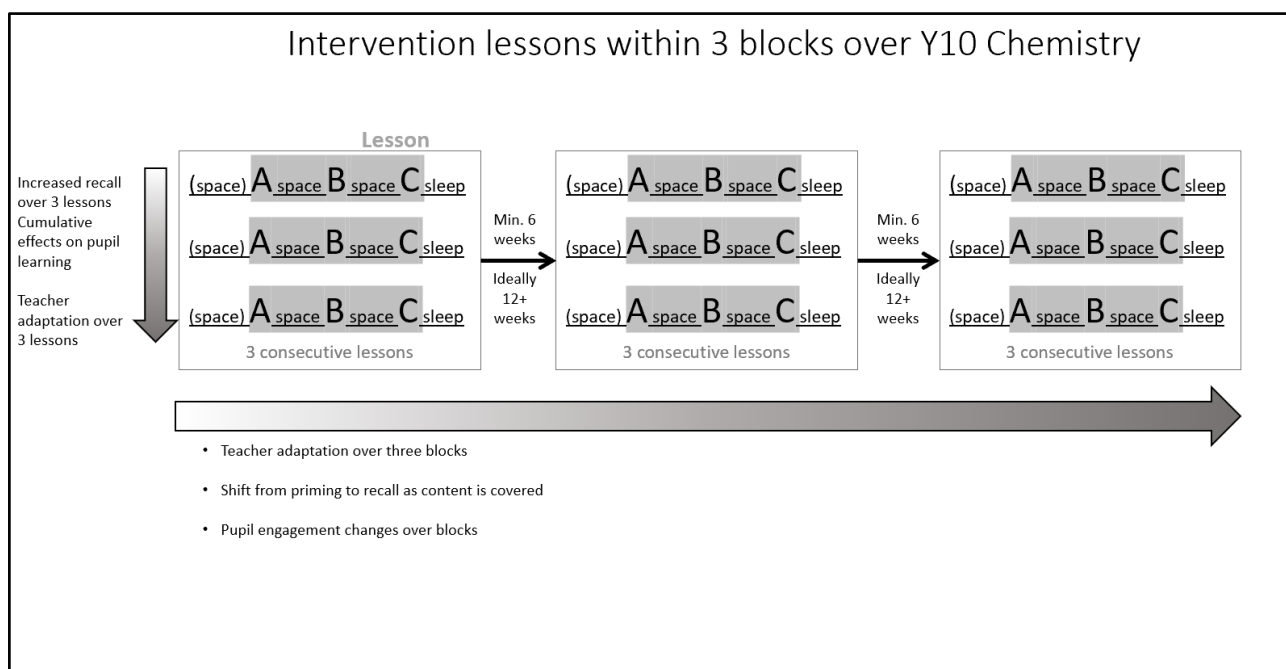 Intervention lessons within 3 blocks over Y10 Chemistry
Lesson
Increased recall
over 3 lessons
Cumulative
effects on pupil
learning
Teacher
adaptation over
3 lessons
(space) A space B space C sleep
(space) A space B space C sleep
(space) A space B space C sleep
3 consecutive lessons
Min. 6
weeks
Ideally
12+
weeks
(space) A space B space C sleep
(space) A space B space C sleep
(space) A space B space C sleep
3 consecutive lessons
Min. 6
weeks
Ideally
12+
weeks
(space) A space B space C sleep
(space) A space B space C sleep
(space) A space B space C sleep
3 consecutive lessons
• Teacher adaptation over three blocks
• Shift from priming to recall as content is covered
• Pupil engagement changes over blocks